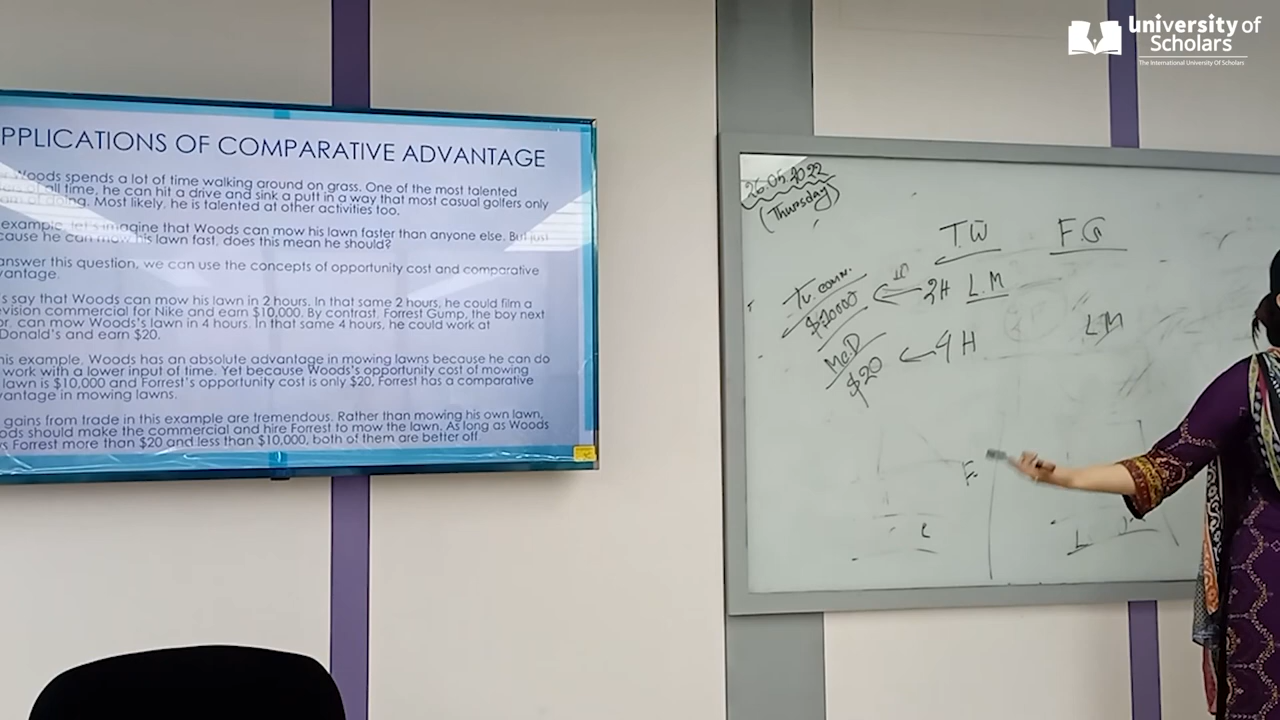 University of
Scholars
The International University Of Scholars
PPLICATIONS OF COMPARATIVE ADVANTAGE
Woods spends a lot of time walking around on grass. One of the most talented
of all time, he can hit a drive and sink a putt in a way that most casual golfers only
of doing. Most likely, he is talented at other activities too.
example, let's imagine that Woods can mow his lawn faster than anyone else. But just
cause he can mow his lawn fast, does this mean he should?
answer this question, we can use the concepts of opportunity cost and comparative
vantage.
s say that Woods can mow his lawn in 2 hours. In that same 2 hours, he could film a
evision commercial for Nike and earn $10,000. By contrast, Forrest Gump, the boy next
or, can mow Woods's lawn in 4 hours. In that same 4 hours, he could work at
Donald's and earn $20.
his example, Woods has an absolute advantage in mowing lawns because he can do
work with a lower input of time. Yet because Woods's opportunity cost of mowing
lawn is $10,000 and Forrest's opportunity cost is only $20, Forrest has a comparative
vantage in mowing lawns.
gains from trade in this example are tremendous. Rather than mowing his own lawn,
ods should make the commercial and hire Forrest to mow the lawn. As long as Woods
s Forrest more than $20 and less than $10,000, both of them are better off
26.05.2022
(Thursday)
T.W F.G
Tv. comm.
$10000 2H L.M
LM
Mc.D
$20 4H
F.
L